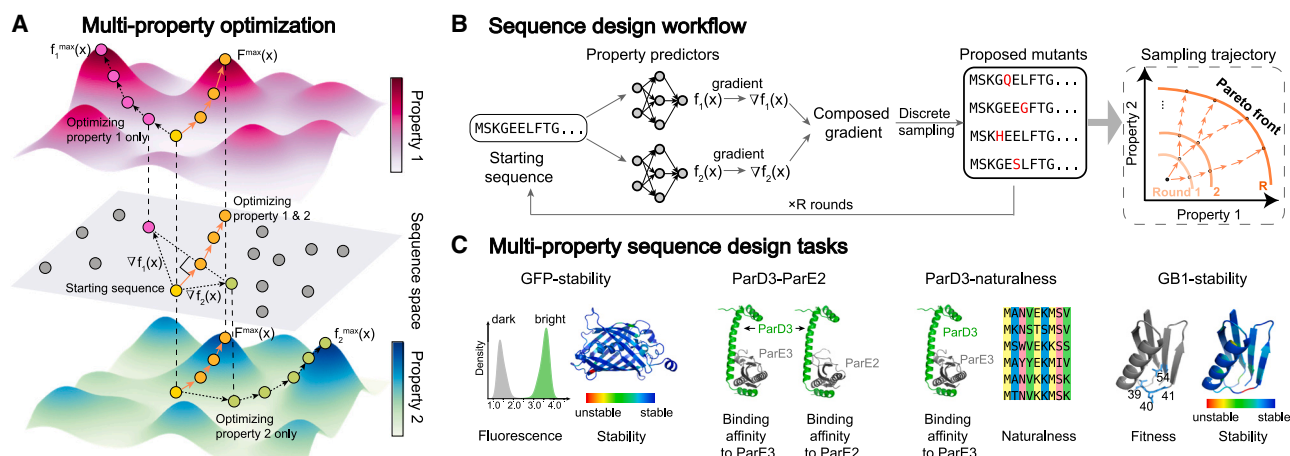 A Multi-property optimization
f₁ᵐᵃˣ(x)
Fᵐᵃˣ(x)
Optimizing
property 1 only
Property 1
Optimizing
property 1 & 2
∇f₁(x)
Starting sequence
∇f₂(x)
Sequence space
Fᵐᵃˣ(x)
f₂ᵐᵃˣ(x)
Optimizing
property 2 only
Property 2
B Sequence design workflow
Property predictors
MSKGEELFTG...
Starting
sequence
f₁(x)
gradient
∇f₁(x)
f₂(x)
gradient
∇f₂(x)
Composed
gradient
Discrete
sampling
Proposed mutants
MSKGQELFTG...
MSKGEEGFTG...
MSKHEELFTG...
MSKGESLFTG...
×R rounds
Sampling trajectory
Property 2
...
Pareto front
Round 1
2
R
Property 1
C Multi-property sequence design tasks
GFP-stability
dark
bright
Density
1.0 2.0 3.0 4.0
Fluorescence
unstable stable
Stability
ParD3-ParE2
ParD3
ParE3
ParE2
Binding
affinity
to ParE3
Binding
affinity
to ParE2
ParD3-naturalness
ParD3
ParE3
Binding
affinity
to ParE3
MANVEKMSV
MKNSTSMSV
MSWVEKKSS
MAYYEKMIV
MANVKKMSK
MTNVKKMSK
Naturalness
GB1-stability
54
39
41
40
Fitness
unstable stable
Stability